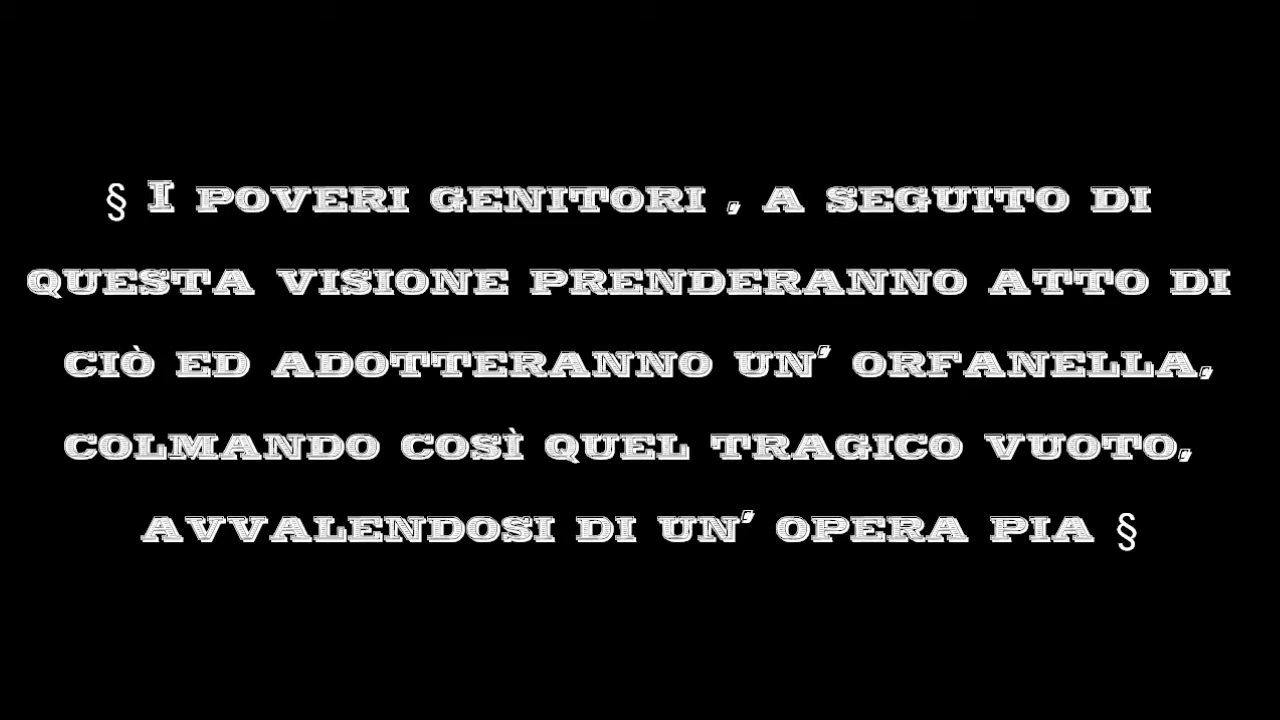 § I POVERI GENITORI , A SEGUITO DI
QUESTA VISIONE PRENDERANNO ATTO DI
CIÒ ED ADOTTERANNO UN' ORFANELLA,
COLMANDO COSÌ QUEL TRAGICO VUOTO,
AVVALENDOSI DI UN' OPERA PIA §